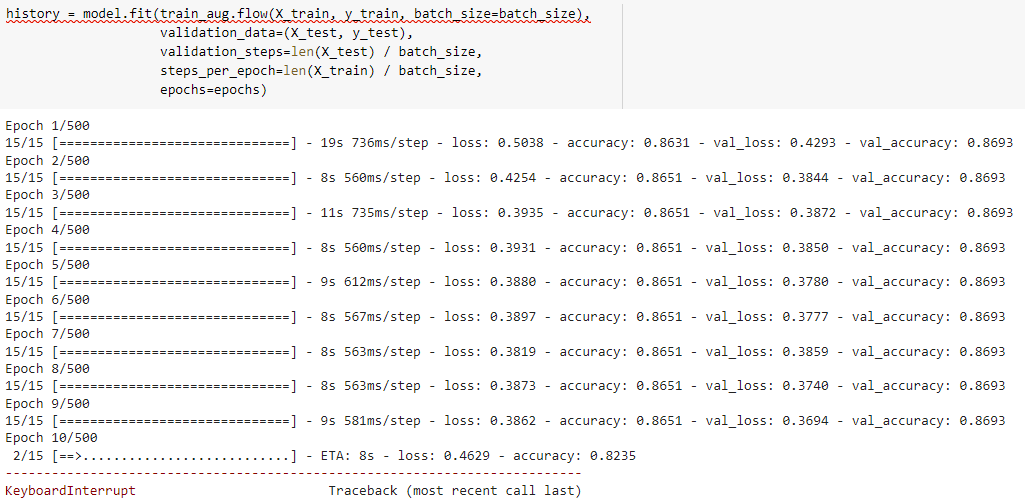 history = model.fit(train_aug.flow(X_train, y_train, batch_size=batch_size),
validation_data=(X_test, y_test),
validation_steps=len(X_test) / batch_size,
steps_per_epoch=len(X_train) / batch_size,
epochs=epochs)
Epoch 1/500
15/15 [==============================] - 19s 736ms/step - loss: 0.5038 - accuracy: 0.8631 - val_loss: 0.4293 - val_accuracy: 0.8693
Epoch 2/500
15/15 [==============================] - 8s 560ms/step - loss: 0.4254 - accuracy: 0.8651 - val_loss: 0.3844 - val_accuracy: 0.8693
Epoch 3/500
15/15 [==============================] - 11s 735ms/step - loss: 0.3935 - accuracy: 0.8651 - val_loss: 0.3872 - val_accuracy: 0.8693
Epoch 4/500
15/15 [==============================] - 8s 560ms/step - loss: 0.3931 - accuracy: 0.8651 - val_loss: 0.3850 - val_accuracy: 0.8693
Epoch 5/500
15/15 [==============================] - 9s 612ms/step - loss: 0.3880 - accuracy: 0.8651 - val_loss: 0.3780 - val_accuracy: 0.8693
Epoch 6/500
15/15 [==============================] - 8s 567ms/step - loss: 0.3897 - accuracy: 0.8651 - val_loss: 0.3777 - val_accuracy: 0.8693
Epoch 7/500
15/15 [==============================] - 8s 563ms/step - loss: 0.3819 - accuracy: 0.8651 - val_loss: 0.3859 - val_accuracy: 0.8693
Epoch 8/500
15/15 [==============================] - 8s 563ms/step - loss: 0.3873 - accuracy: 0.8651 - val_loss: 0.3740 - val_accuracy: 0.8693
Epoch 9/500
15/15 [==============================] - 9s 581ms/step - loss: 0.3862 - accuracy: 0.8651 - val_loss: 0.3694 - val_accuracy: 0.8693
Epoch 10/500
2/15 [==>...........................] - ETA: 8s - loss: 0.4629 - accuracy: 0.8235
---------------------------------------------------------------------------
KeyboardInterrupt Traceback (most recent call last)